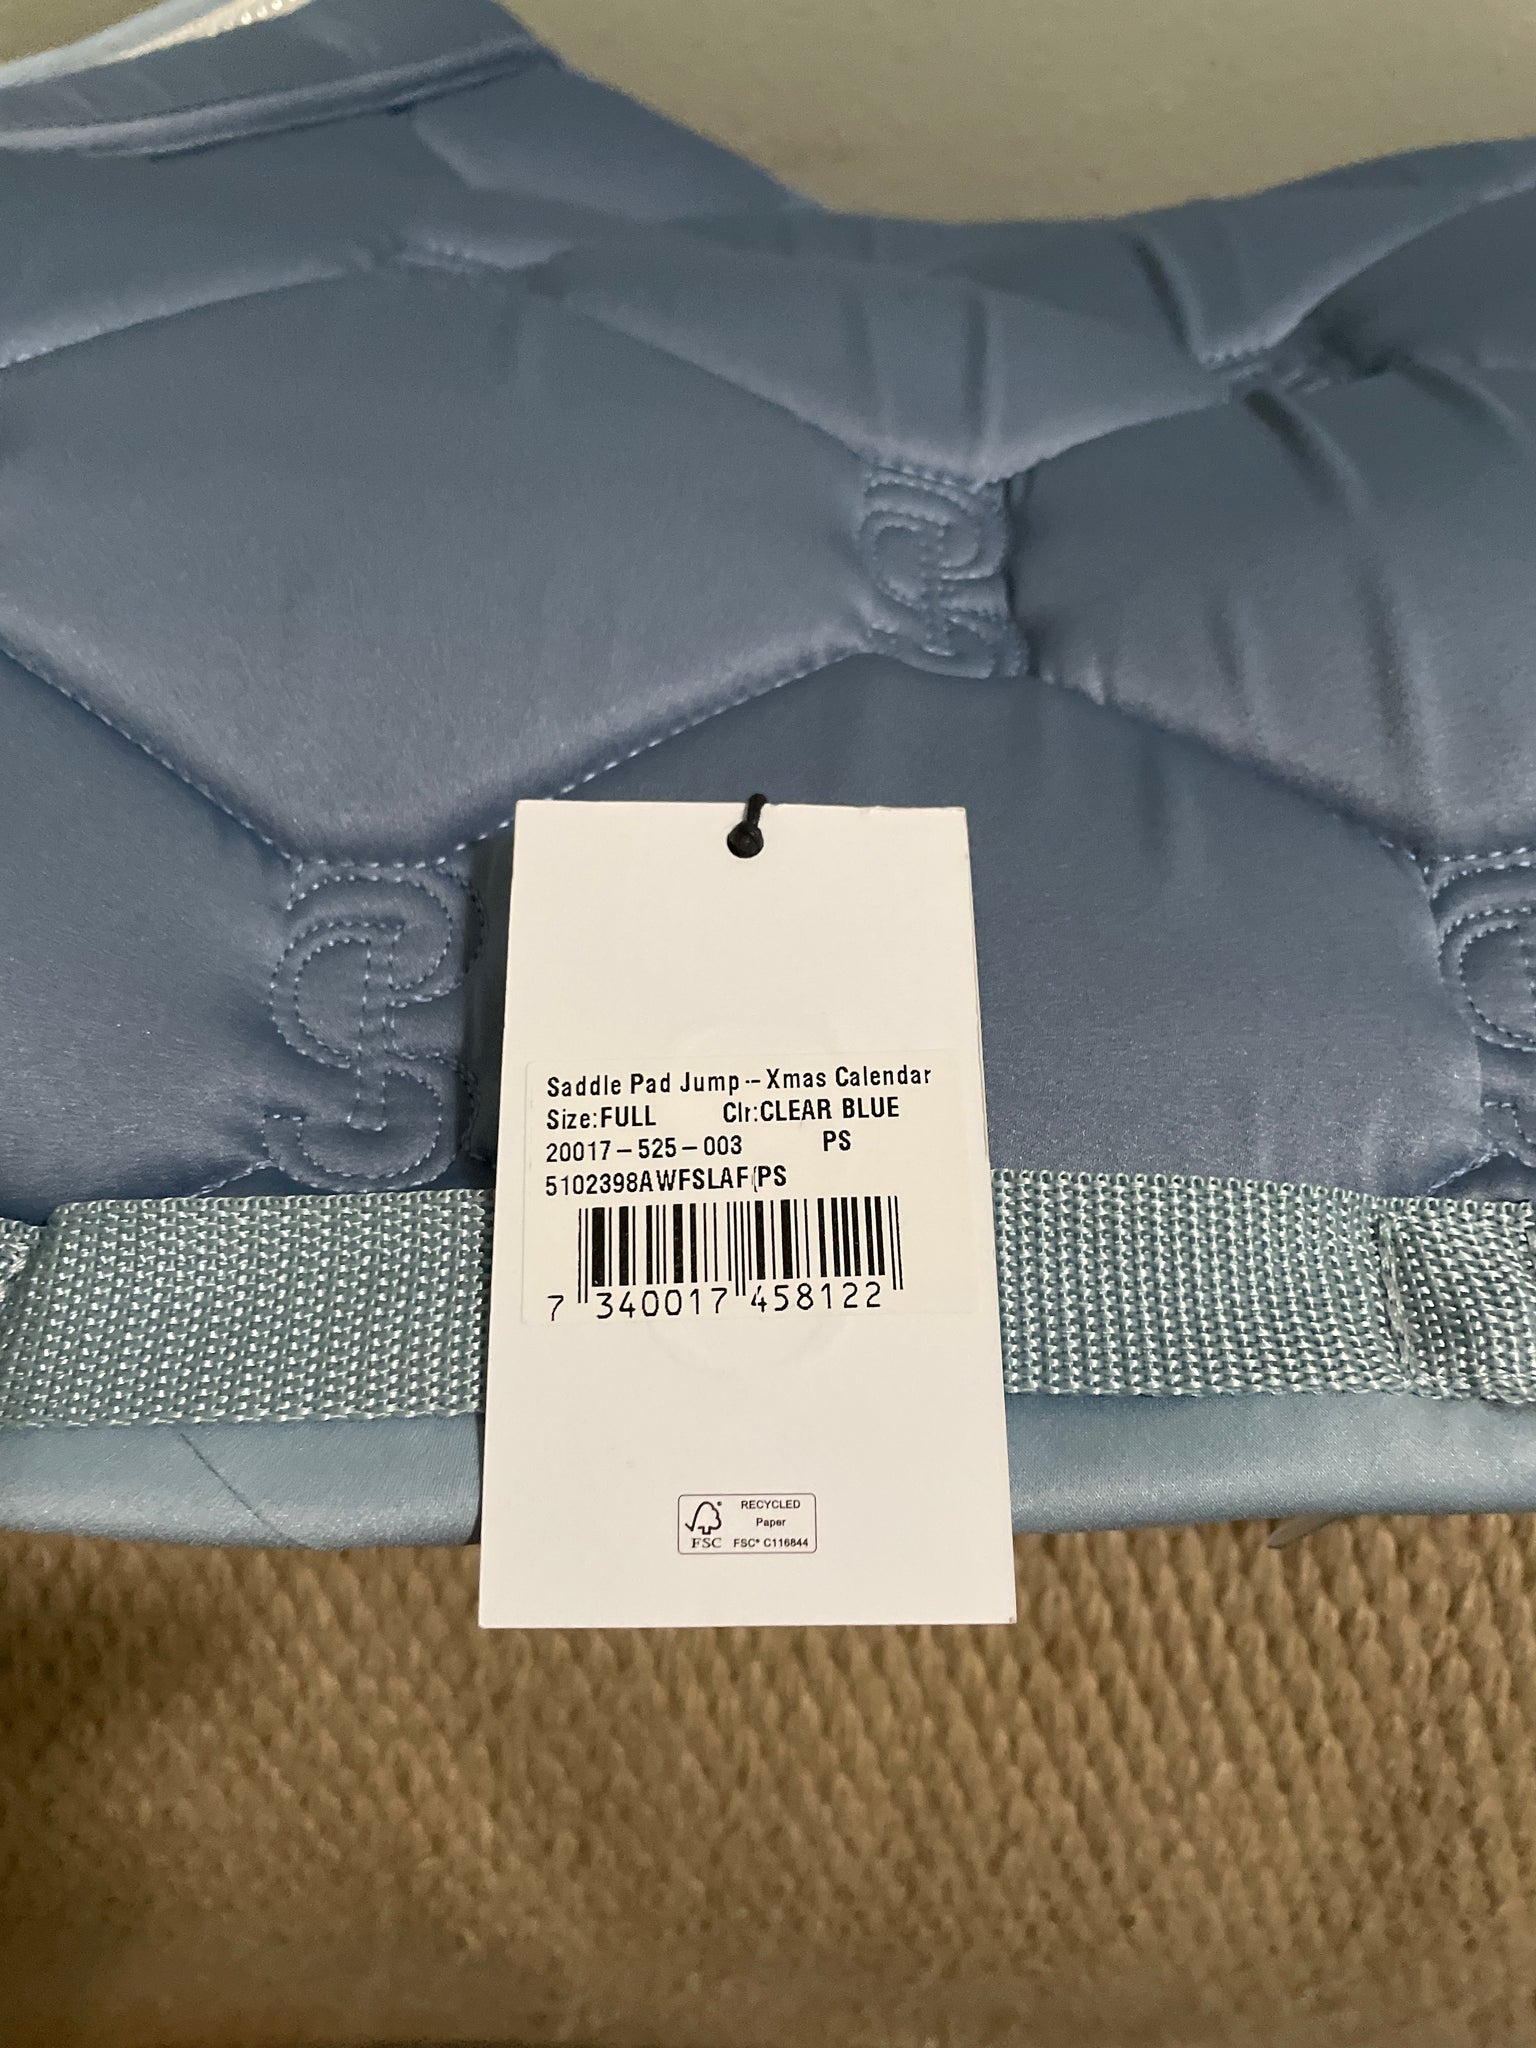 Saddle Pad Jump -- Xmas Calendar
Size:FULL Clr:CLEAR BLUE
20017-525-003 PS
5102398AWFSLAF(PS
7 340017 458122
RECYCLED
Paper
FSC FSC® C116844